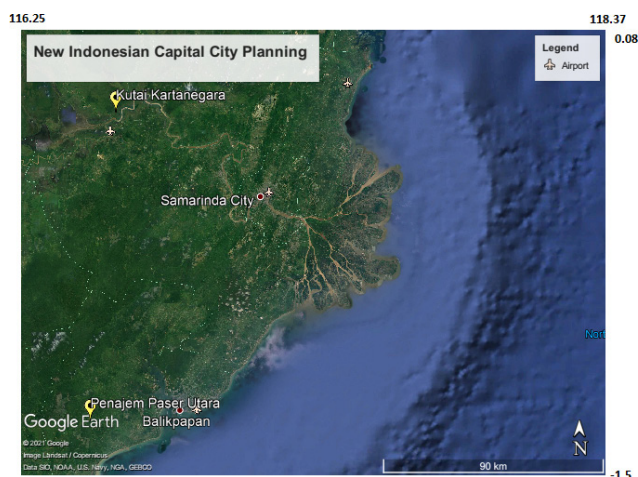 116.25
118.37
0.08
New Indonesian Capital City Planning
Legend
Airport
Kutai Kartanegara
Samarinda City
Nort
Penajem Paser Utara
Balikpapan
Google Earth
© 2021 Google
Image Landsat / Copernicus
Data SIO, NOAA, U.S. Navy, NGA, GEBCO
90 km
N
-1.5